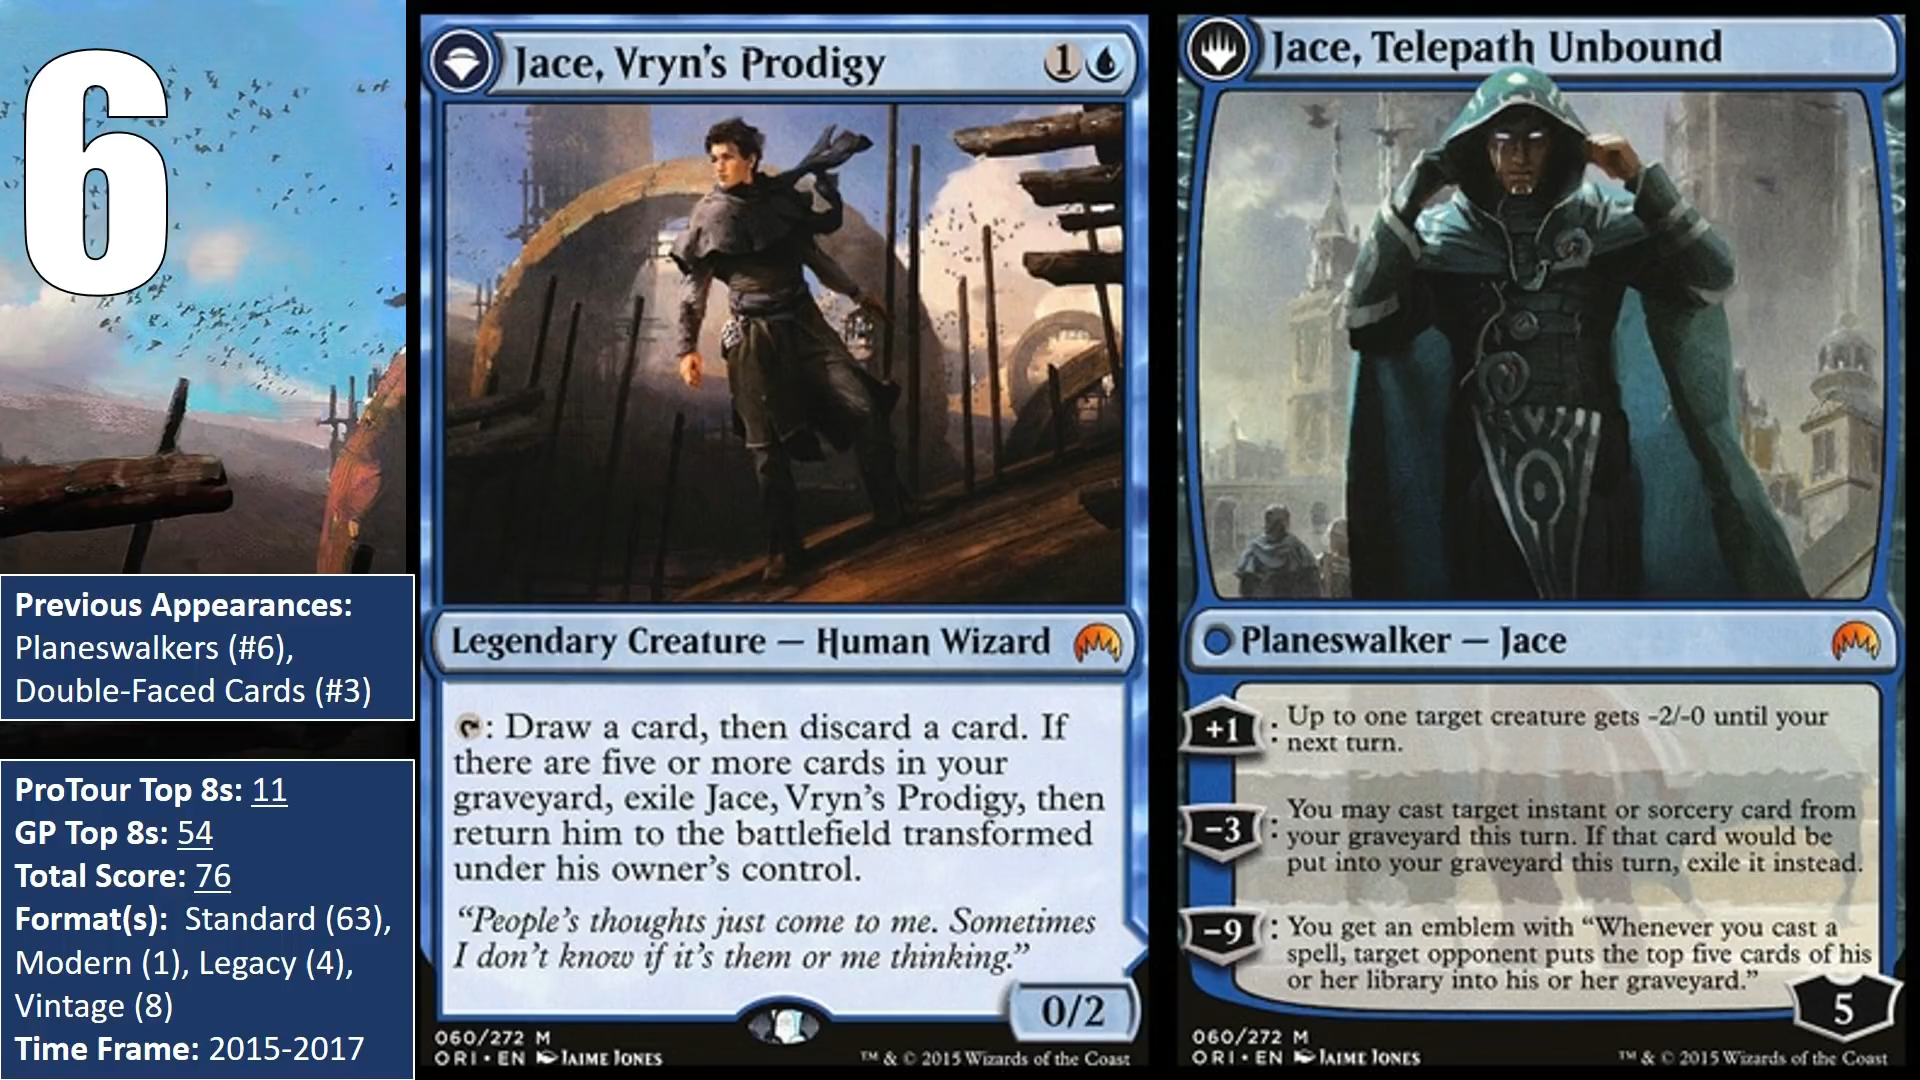 6
Previous Appearances:
Planeswalkers (#6),
Double-Faced Cards (#3)
ProTour Top 8s: 11
GP Top 8s: 54
Total Score: 76
Format(s):  Standard (63),
Modern (1), Legacy (4),
Vintage (8)
Time Frame: 2015-2017
Jace, Vryn's Prodigy 1
Legendary Creature — Human Wizard
: Draw a card, then discard a card. If
there are five or more cards in your
graveyard, exile Jace, Vryn's Prodigy, then
return him to the battlefield transformed
under his owner's control.
“People's thoughts just come to me. Sometimes
I don't know if it's them or me thinking.”
0/2
060/272 M
ORI • EN JAIME JONES
™ & © 2015 Wizards of the Coast
Jace, Telepath Unbound
Planeswalker — Jace
+1 : Up to one target creature gets -2/-0 until your
next turn.
-3 : You may cast target instant or sorcery card from
your graveyard this turn. If that card would be
put into your graveyard this turn, exile it instead.
-9 : You get an emblem with “Whenever you cast a
spell, target opponent puts the top five cards of his
or her library into his or her graveyard.”
5
060/272 M
ORI • EN JAIME JONES
™ & © 2015 Wizards of the Coast